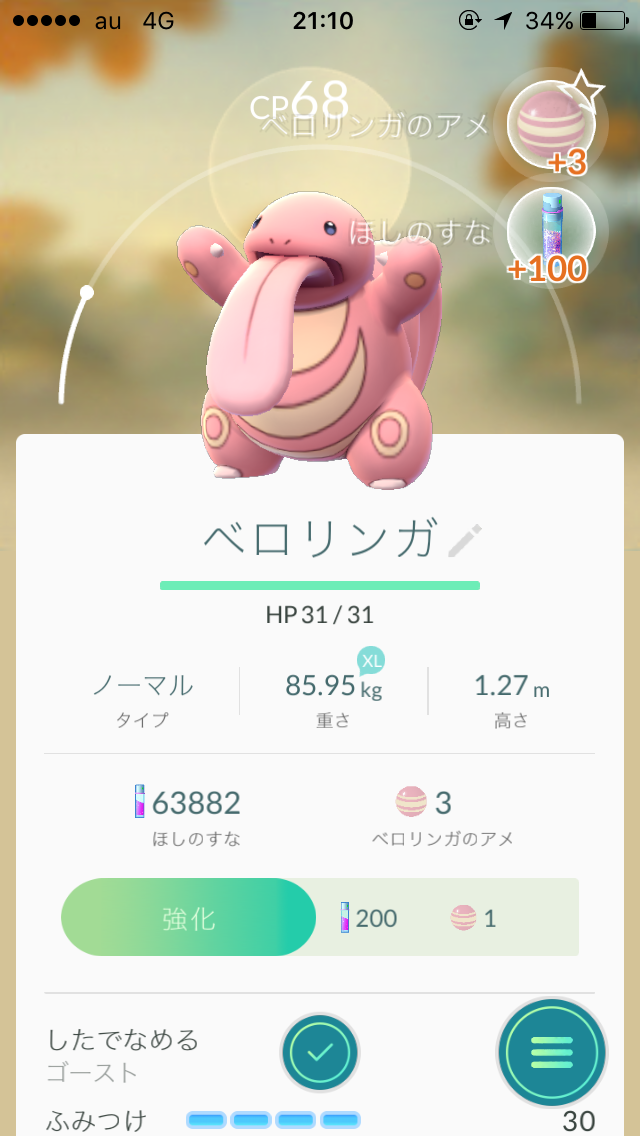 au 4G 21:10 34%
CP68
ベロリンガのアメ
+3
ほしのすな
+100
ベロリンガ
HP 31 / 31
XL
ノーマル 85.95 kg 1.27 m
タイプ 重さ 高さ
63882 3
ほしのすな ベロリンガのアメ
強化 200 1
したでなめる
ゴースト
ふみつけ 30